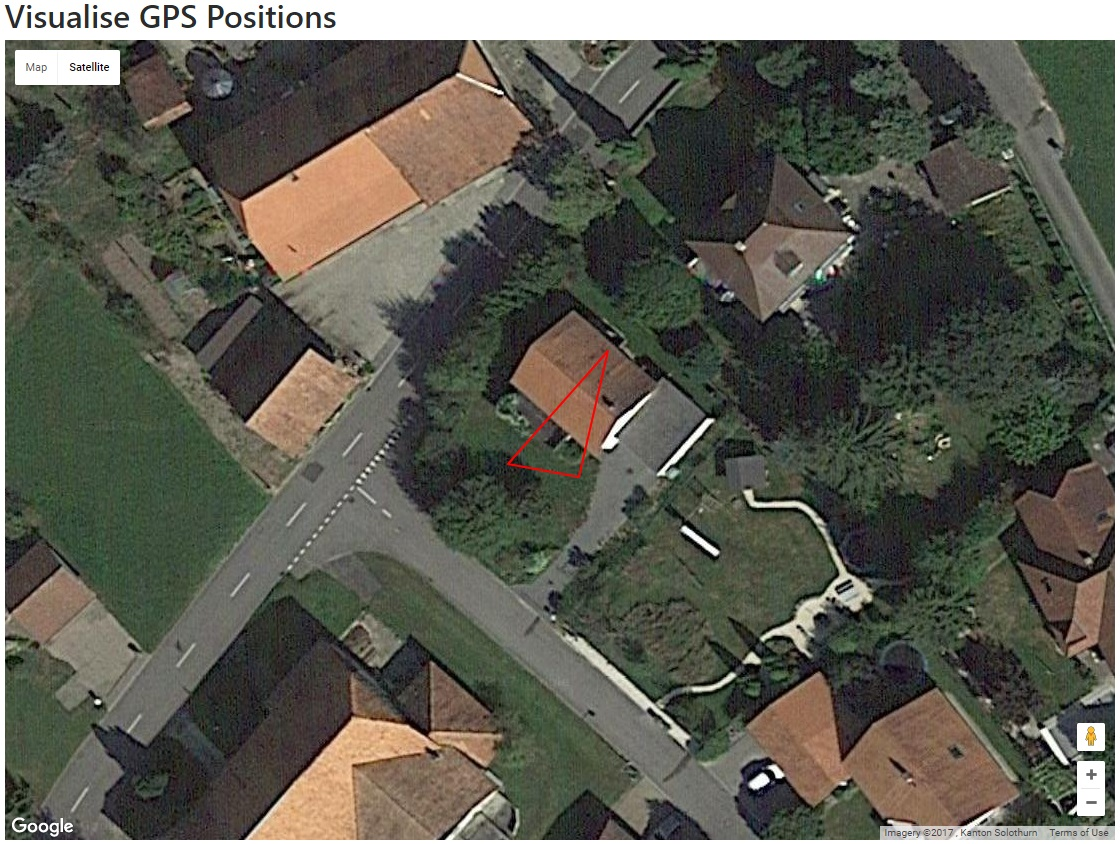 Visualise GPS Positions
Map Satellite
Google
Imagery ©2017 , Kanton Solothurn Terms of Use